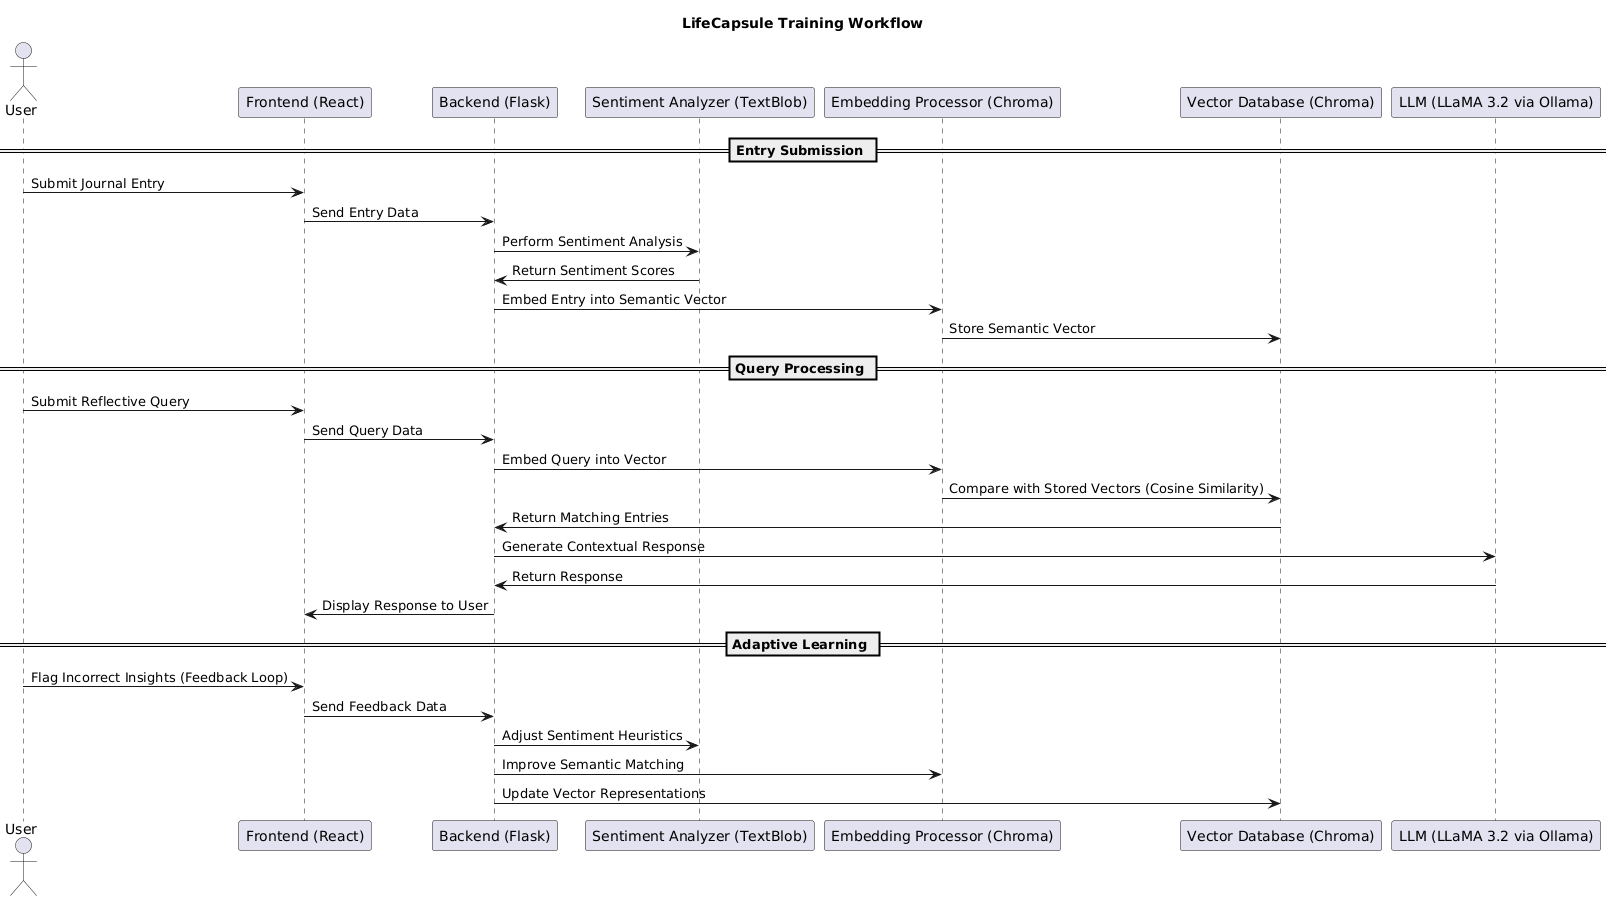 LifeCapsule Training Workflow
User
Frontend (React)
Backend (Flask)
Sentiment Analyzer (TextBlob)
Embedding Processor (Chroma)
Vector Database (Chroma)
LLM (LLaMA 3.2 via Ollama)
Entry Submission
Submit Journal Entry
Send Entry Data
Perform Sentiment Analysis
Return Sentiment Scores
Embed Entry into Semantic Vector
Store Semantic Vector
Query Processing
Submit Reflective Query
Send Query Data
Embed Query into Vector
Compare with Stored Vectors (Cosine Similarity)
Return Matching Entries
Generate Contextual Response
Return Response
Display Response to User
Adaptive Learning
Flag Incorrect Insights (Feedback Loop)
Send Feedback Data
Adjust Sentiment Heuristics
Improve Semantic Matching
Update Vector Representations
User
Frontend (React)
Backend (Flask)
Sentiment Analyzer (TextBlob)
Embedding Processor (Chroma)
Vector Database (Chroma)
LLM (LLaMA 3.2 via Ollama)